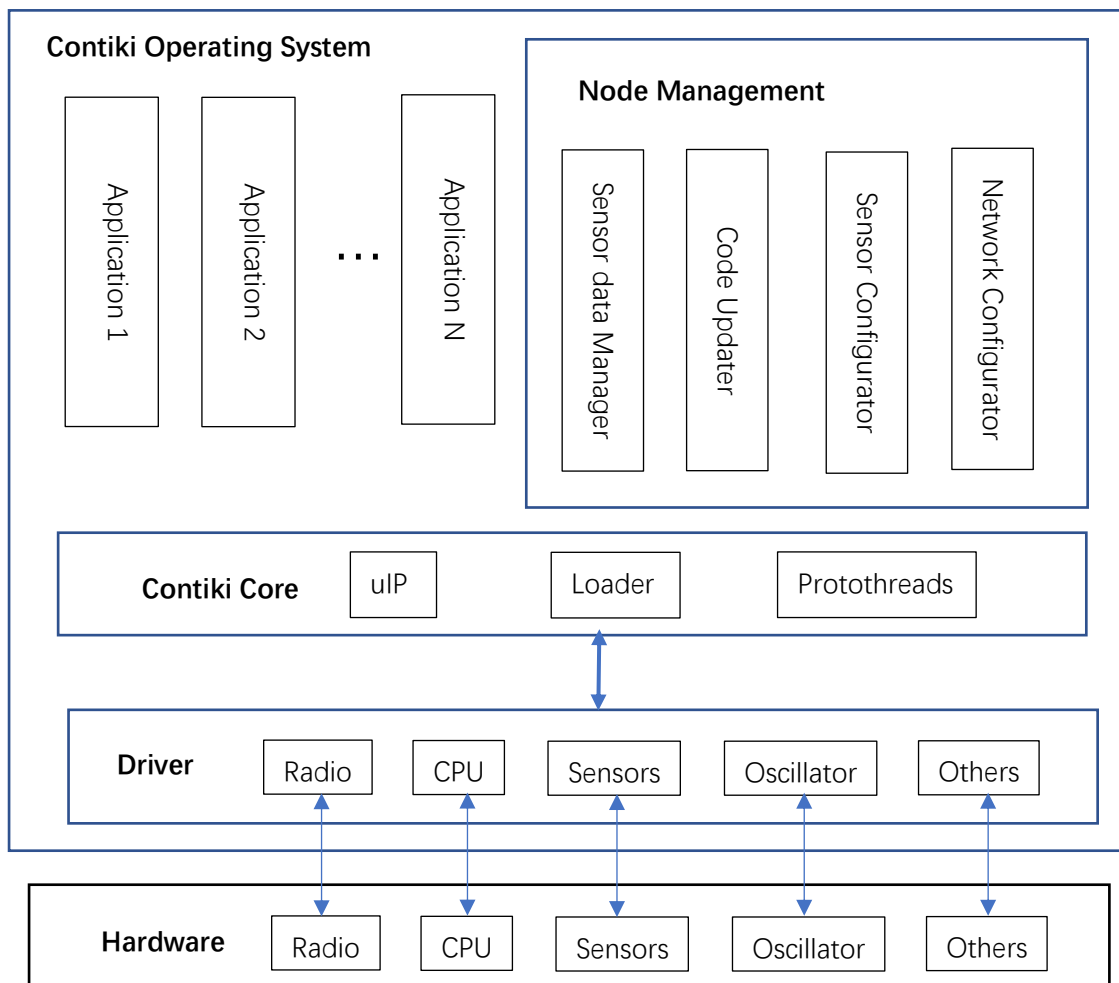 Contiki Operating System
Application 1
Application 2
...
Application N
Node Management
Sensor data Manager
Code Updater
Sensor Configurator
Network Configurator
Contiki Core
uIP
Loader
Protothreads
Driver
Radio
CPU
Sensors
Oscillator
Others
Hardware
Radio
CPU
Sensors
Oscillator
Others